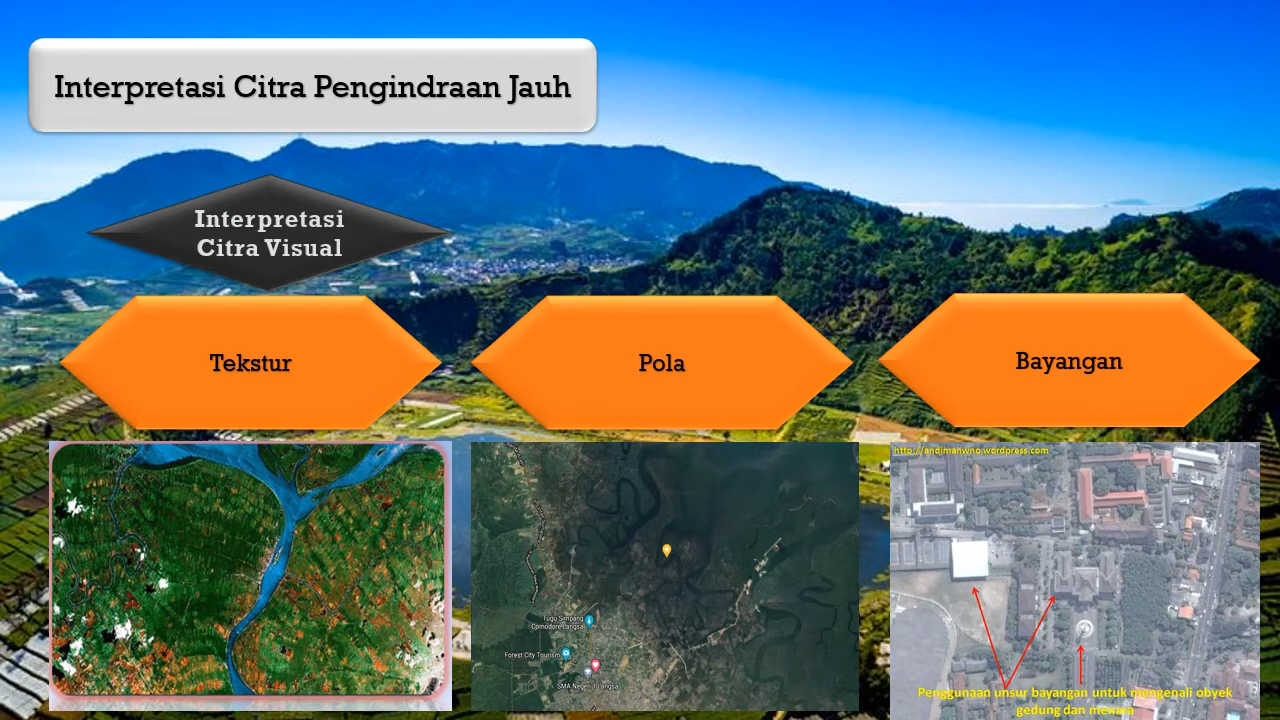 Interpretasi Citra Pengindraan Jauh
Interpretasi
Citra Visual
Tekstur
Pola
Bayangan
http://andimanwno.wordpress.com
Tugu Simpang
Comodore Langsa
Forest City Tourism
SMA Negeri 1 Langsa
Penggunaan unsur bayangan untuk mengenali obyek
gedung dan menara